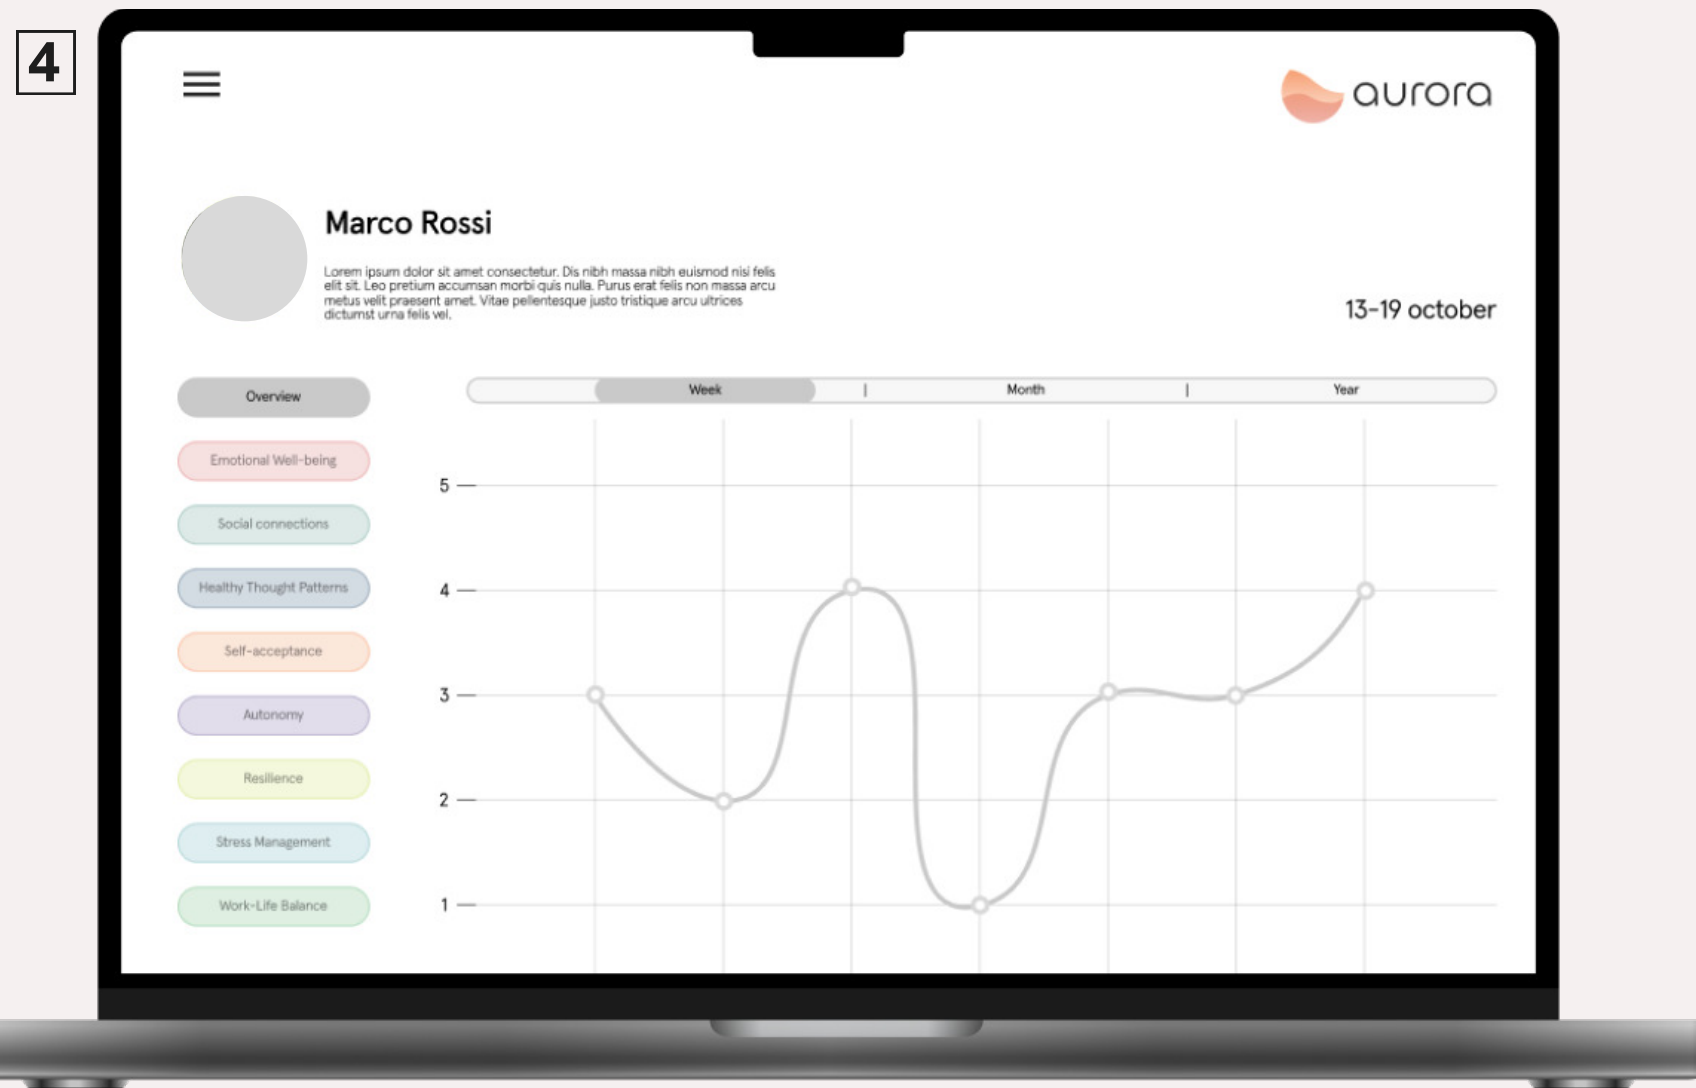 4
aurora
Marco Rossi
Lorem ipsum dolor sit amet consectetur. Dis nibh massa nibh euismod nisi felis
elit sit. Leo pretium accumsan morbi quis nulla. Purus erat felis non massa arcu
metus velit praesent amet. Vitae pellentesque justo tristique arcu ultrices
dictumst urna felis vel.
13-19 october
Overview
Emotional Well-being
Social connections
Healthy Thought Patterns
Self-acceptance
Autonomy
Resilience
Stress Management
Work-Life Balance
Week | Month | Year
5
4
3
2
1